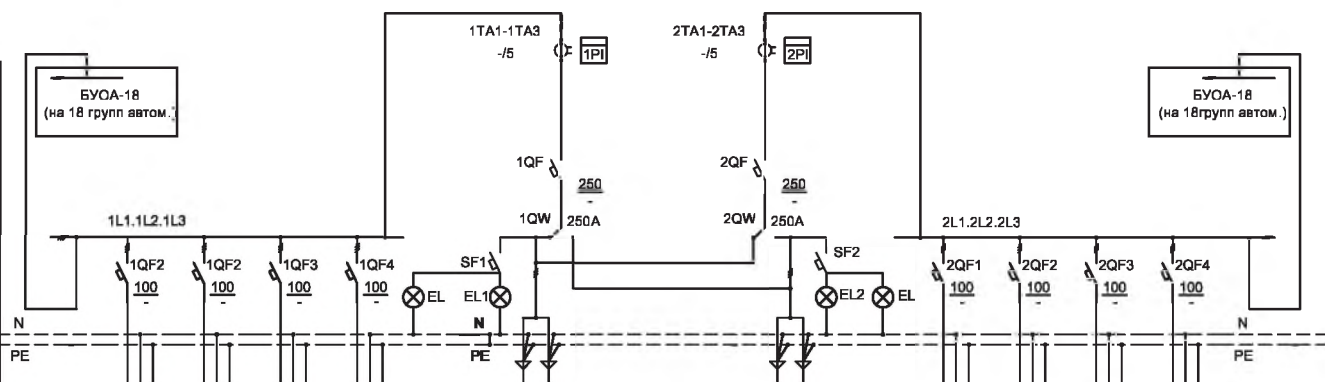 1TA1-1TA3
-/5
1PI
2TA1-2TA3
-/5
2PI
БУОА-18
(на 18 групп автом.)
БУОА-18
(на 18групп автом.)
1QF
250
-
2QF
250
-
1QW
250A
2QW
250A
1L1.1L2.1L3
2L1.2L2.2L3
1QF2
100
-
1QF2
100
-
1QF3
100
-
1QF4
100
-
SF1
SF2
2QF1
100
-
2QF2
100
-
2QF3
100
-
2QF4
100
-
EL
EL1
EL2
EL
N
N
N
PE
PE
PE